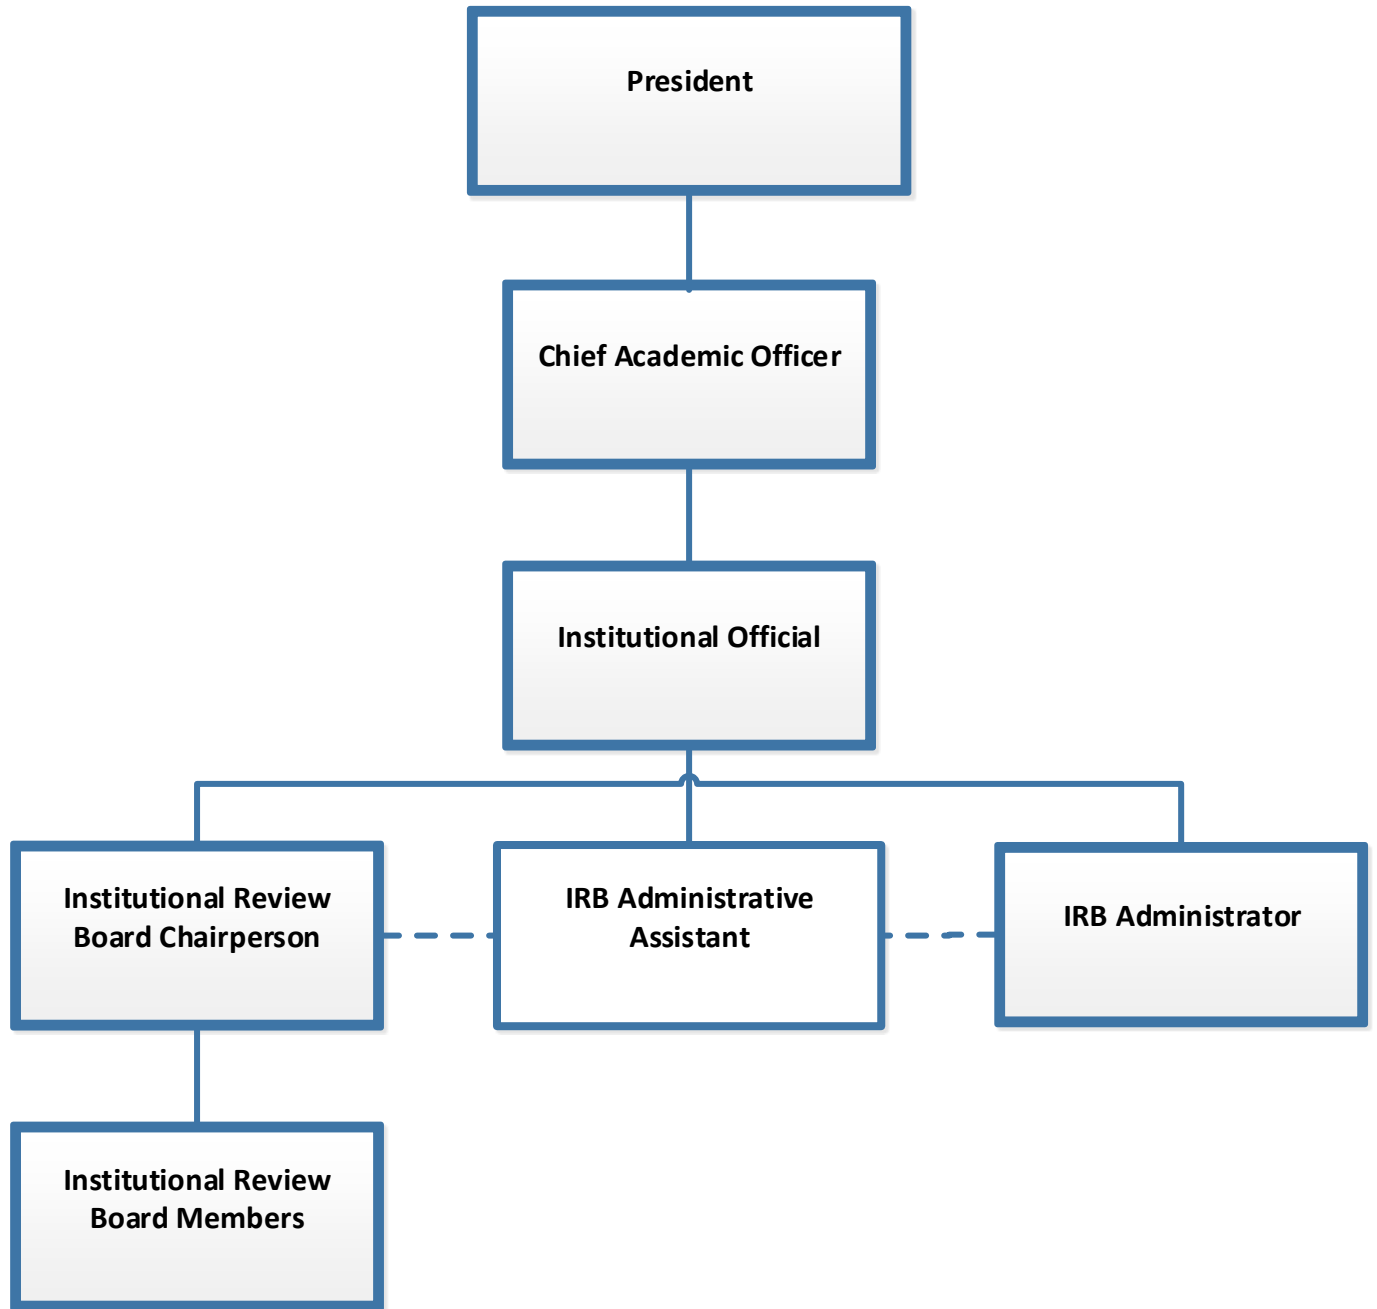 President
Chief Academic Officer
Institutional Official
Institutional Review
Board Chairperson
IRB Administrative
Assistant
IRB Administrator
Institutional Review
Board Members